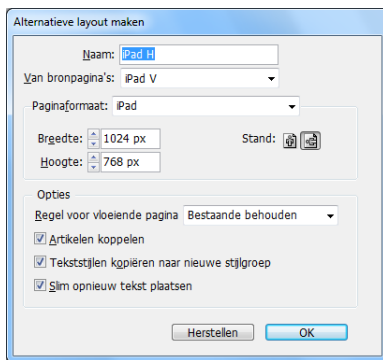 Alternatieve layout maken
Naam: iPad H
Van bronpagina's: iPad V
Paginaformaat: iPad
Breedte: 1024 px Stand:
Hoogte: 768 px
Opties
Regel voor vloeiende pagina Bestaande behouden
Artikelen koppelen
Tekststijlen kopiëren naar nieuwe stijlgroep
Slim opnieuw tekst plaatsen
Herstellen OK